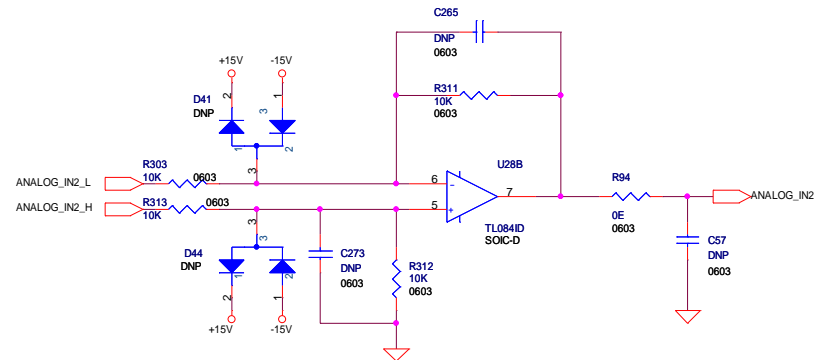 C265
DNP
0603
+15V
-15V
R311
10K
0603
D41
DNP
2
1
3
1
2
3
U28B
R303
10K
0603
ANALOG_IN2_L
6
7
R94
0E
0603
ANALOG_IN2
ANALOG_IN2_H
R313
10K
0603
5
TL084ID
SOIC-D
3
3
D44
DNP
1
2
2
1
+15V
-15V
C273
DNP
0603
R312
10K
0603
C57
DNP
0603